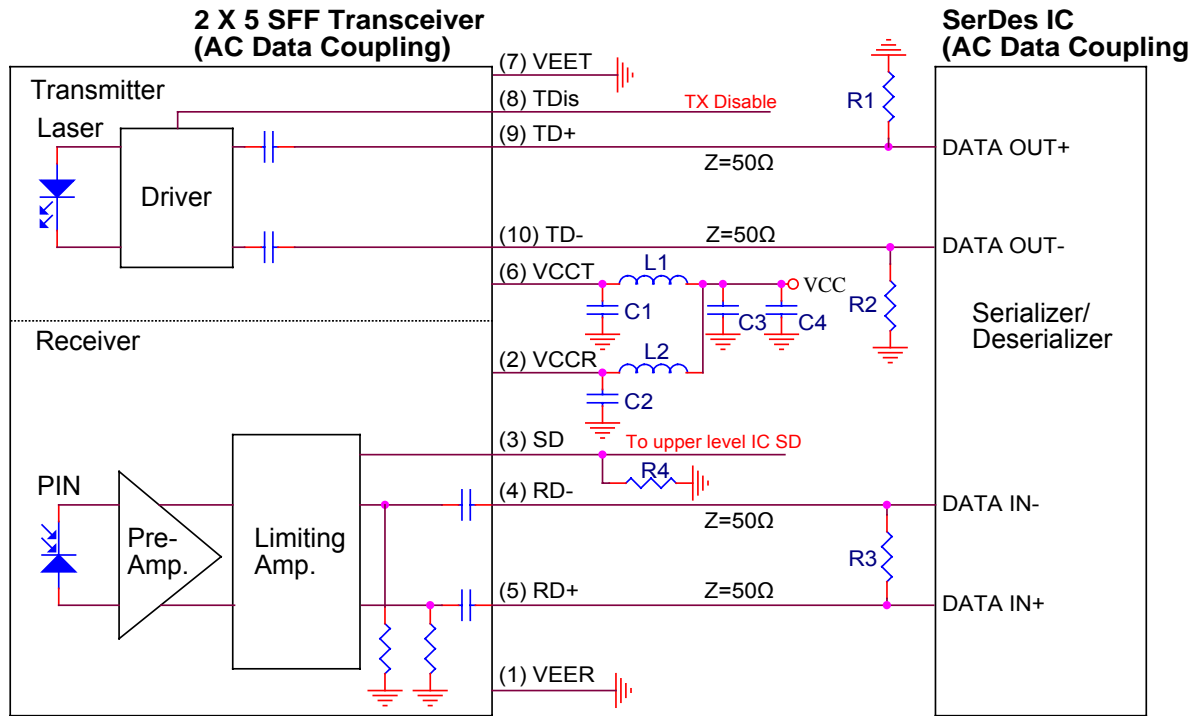 2 X 5 SFF Transceiver
(AC Data Coupling)
SerDes IC
(AC Data Coupling
Transmitter
Laser
Driver
(7) VEET
(8) TDis
TX Disable
(9) TD+
Z=50Ω
R1
DATA OUT+
(10) TD-
Z=50Ω
DATA OUT-
(6) VCCT
L1
VCC
C1
C3
C4
R2
Serializer/
Deserializer
Receiver
(2) VCCR
L2
C2
(3) SD
To upper level IC SD
R4
PIN
Pre-
Amp.
Limiting
Amp.
(4) RD-
Z=50Ω
DATA IN-
R3
(5) RD+
Z=50Ω
DATA IN+
(1) VEER